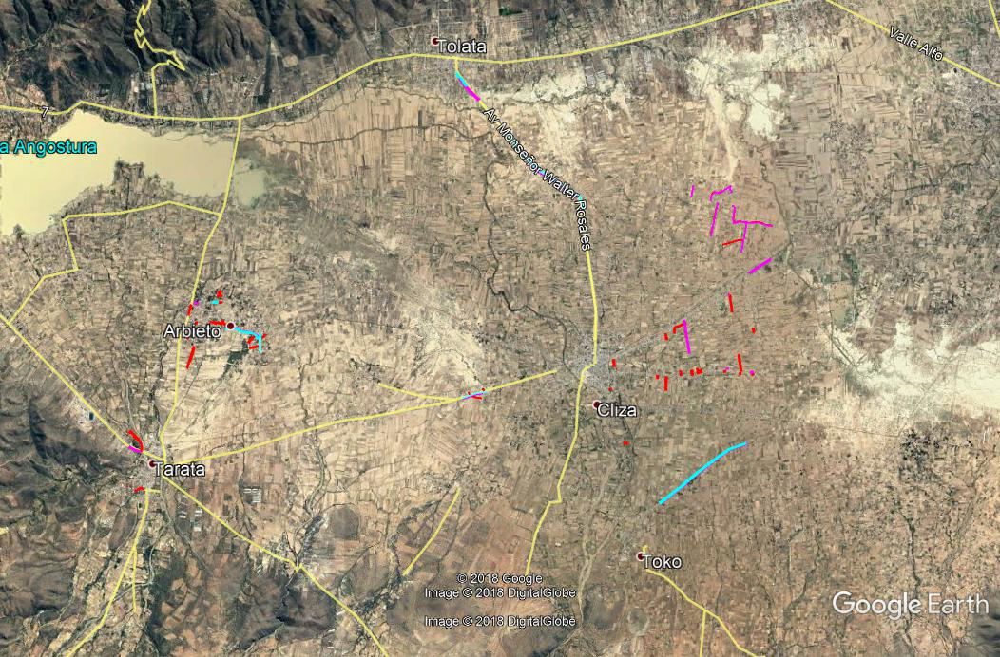 Tolata
Valle Alto
7
a Angostura
Av Monseñor Walter Rosales
Arbieto
Cliza
Tarata
Toko
© 2018 Google
Image © 2018 DigitalGlobe
Image © 2018 DigitalGlobe
Google Earth